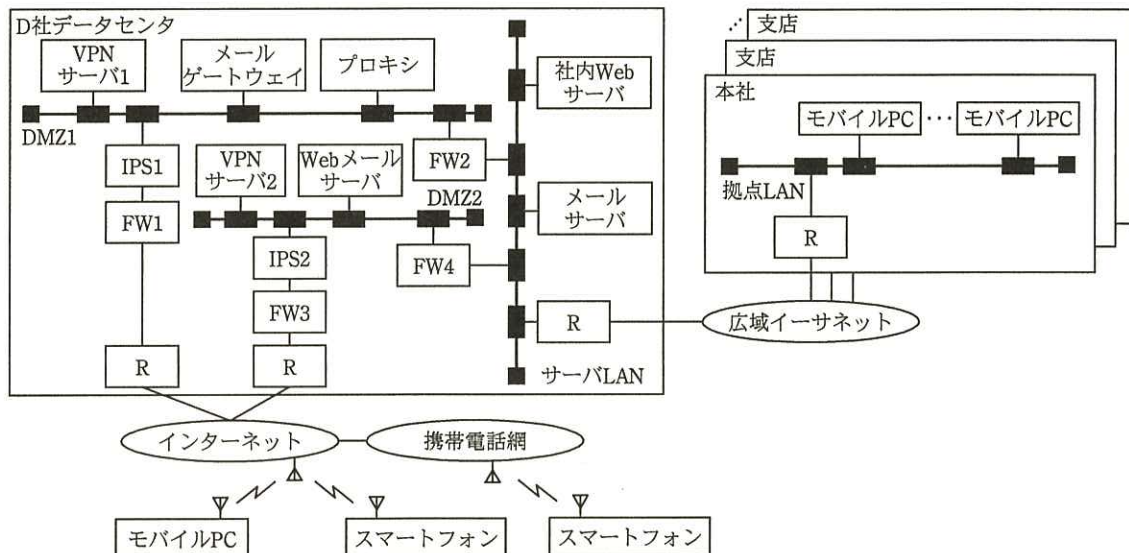 D社データセンタ
VPN
サーバ1
メール
ゲートウェイ
プロキシ
DMZ1
IPS1
FW1
VPN
サーバ2
Webメール
サーバ
DMZ2
FW2
IPS2
FW4
FW3
R
R
社内Web
サーバ
メール
サーバ
R
サーバLAN
支店
支店
本社
モバイルPC
…
モバイルPC
拠点LAN
R
広域イーサネット
インターネット
携帯電話網
モバイルPC
スマートフォン
スマートフォン